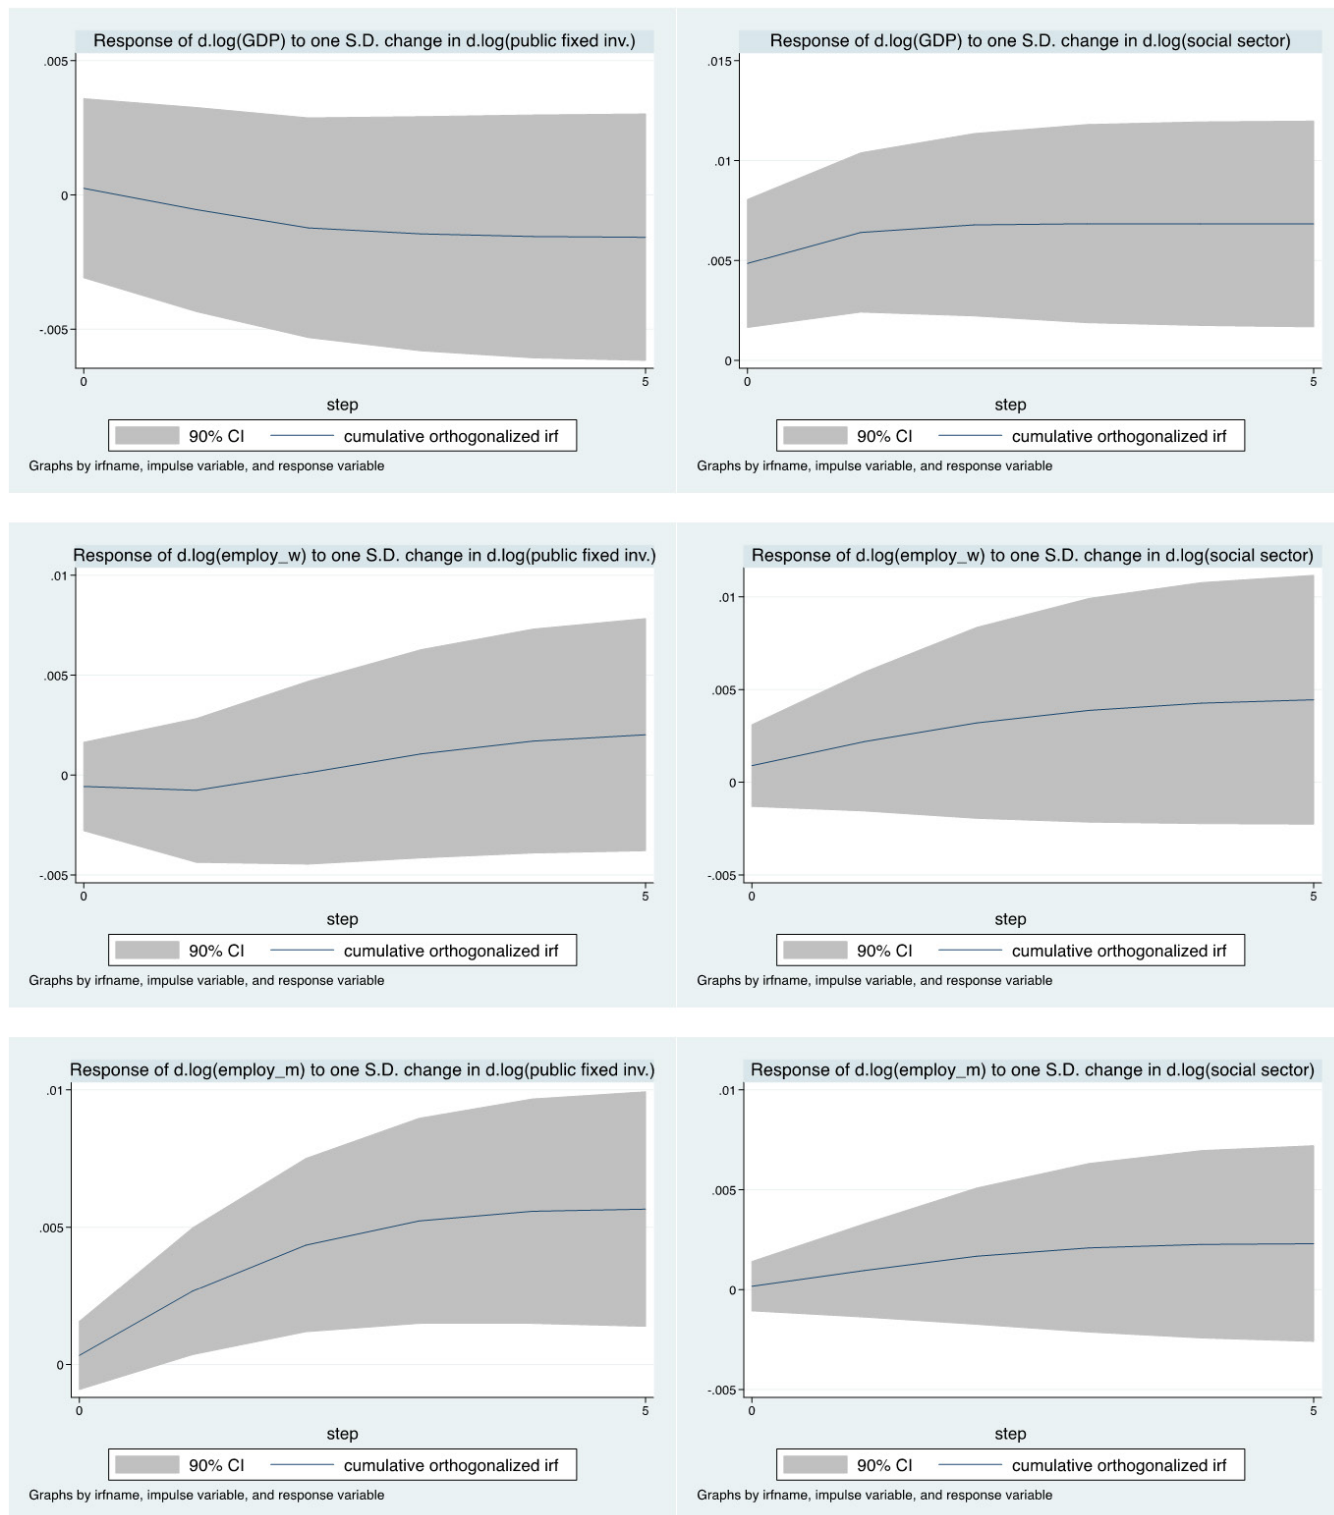 Response of d.log(GDP) to one S.D. change in d.log(public fixed inv.)
.005
0
-.005
0 5
step
90% CI cumulative orthogonalized irf
Graphs by irfname, impulse variable, and response variable
Response of d.log(GDP) to one S.D. change in d.log(social sector)
.015
.01
.005
0
0 5
step
90% CI cumulative orthogonalized irf
Graphs by irfname, impulse variable, and response variable
Response of d.log(employ_w) to one S.D. change in d.log(public fixed inv.)
.01
.005
0
-.005
0 5
step
90% CI cumulative orthogonalized irf
Graphs by irfname, impulse variable, and response variable
Response of d.log(employ_w) to one S.D. change in d.log(social sector)
.01
.005
0
-.005
0 5
step
90% CI cumulative orthogonalized irf
Graphs by irfname, impulse variable, and response variable
Response of d.log(employ_m) to one S.D. change in d.log(public fixed inv.)
.01
.005
0
0 5
step
90% CI cumulative orthogonalized irf
Graphs by irfname, impulse variable, and response variable
Response of d.log(employ_m) to one S.D. change in d.log(social sector)
.01
.005
0
-.005
0 5
step
90% CI cumulative orthogonalized irf
Graphs by irfname, impulse variable, and response variable